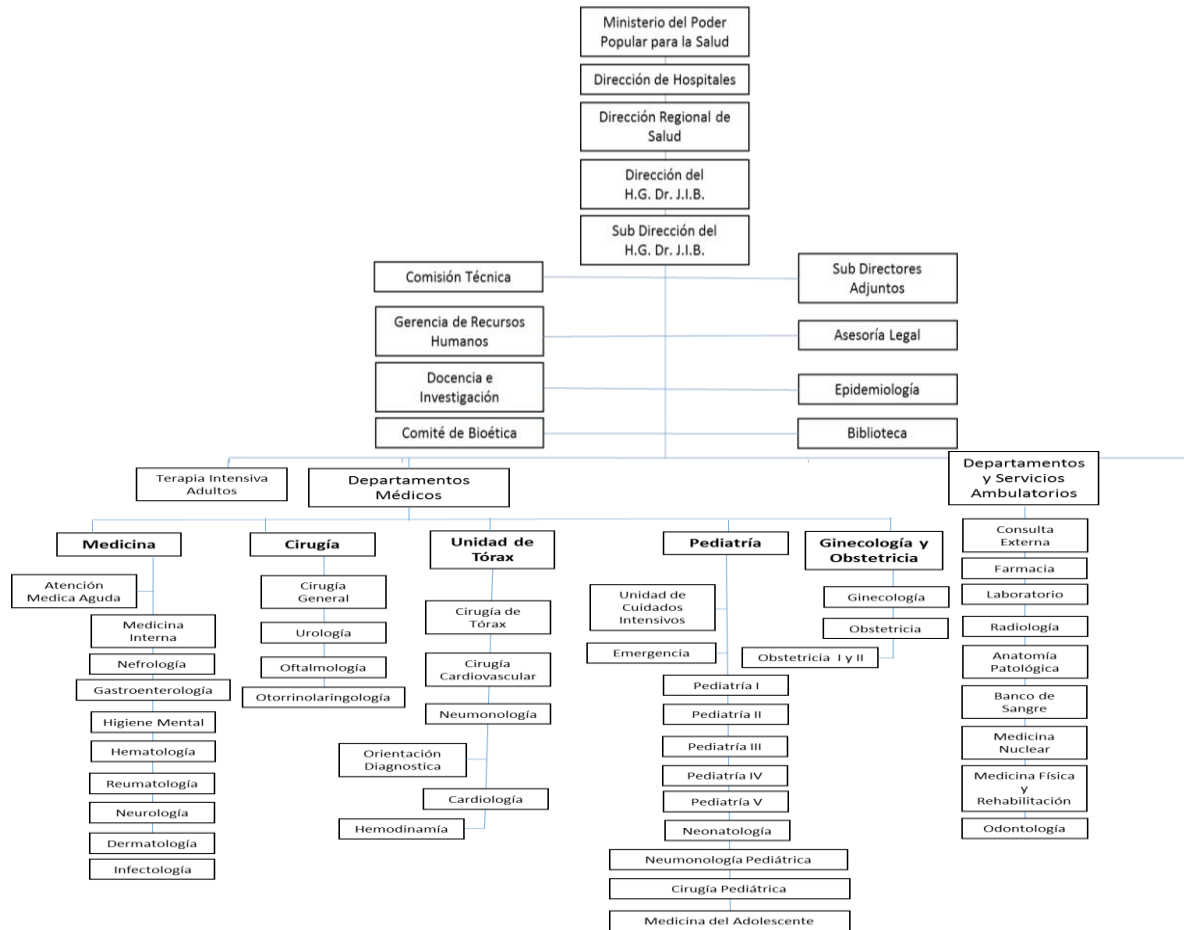 Ministerio del Poder
Popular para la Salud
Dirección de Hospitales
Dirección Regional de
Salud
Dirección del
H.G. Dr. J.I.B.
Sub Dirección del
H.G. Dr. J.I.B.
Comisión Técnica
Sub Directores
Adjuntos
Gerencia de Recursos
Humanos
Asesoría Legal
Docencia e
Investigación
Epidemiología
Comité de Bioética
Biblioteca
Terapia Intensiva
Adultos
Departamentos
Médicos
Departamentos
y Servicios
Ambulatorios
Medicina
Atención
Medica Aguda
Medicina
Interna
Nefrología
Gastroenterología
Higiene Mental
Hematología
Reumatología
Neurología
Dermatología
Infectología
Cirugía
Cirugía
General
Urología
Oftalmología
Otorrinolaringología
Unidad de
Tórax
Cirugía de
Tórax
Cirugía
Cardiovascular
Neumonología
Orientación
Diagnostica
Cardiología
Hemodinamía
Pediatría
Unidad de
Cuidados
Intensivos
Emergencia
Pediatría I
Pediatría II
Pediatría III
Pediatría IV
Pediatría V
Neonatología
Neumonología Pediátrica
Cirugía Pediátrica
Medicina del Adolescente
Ginecología y
Obstetricia
Ginecología
Obstetricia
Obstetricia I y II
Consulta
Externa
Farmacia
Laboratorio
Radiología
Anatomía
Patológica
Banco de
Sangre
Medicina
Nuclear
Medicina Física
y
Rehabilitación
Odontología